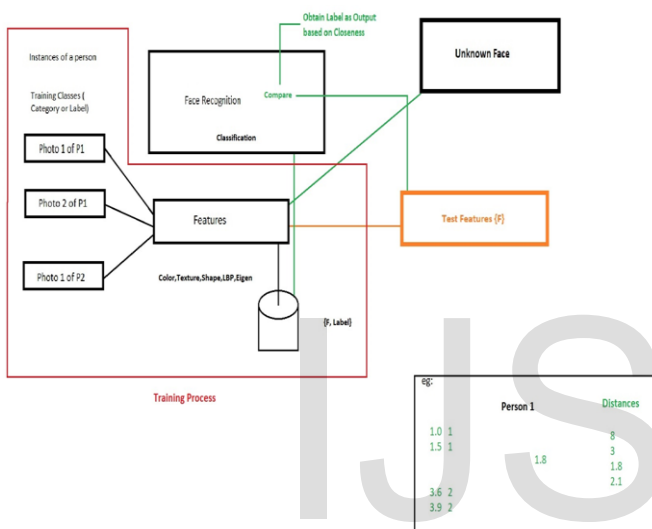 Obtain Label as Output
based on Closeness
Unknown Face
Instances of a person
Training Classes (
Category or Label)
Face Recognition
Compare
Classification
Photo 1 of P1
Photo 2 of P1
Photo 1 of P2
Features
Test Features {F}
Color,Texture,Shape,LBP,Eigen
{F, Label}
Training Process
IJS
eg:
Person 1
Distances
1.0 1
1.5 1
1.8
3.6 2
3.9 2
8
3
1.8
2.1